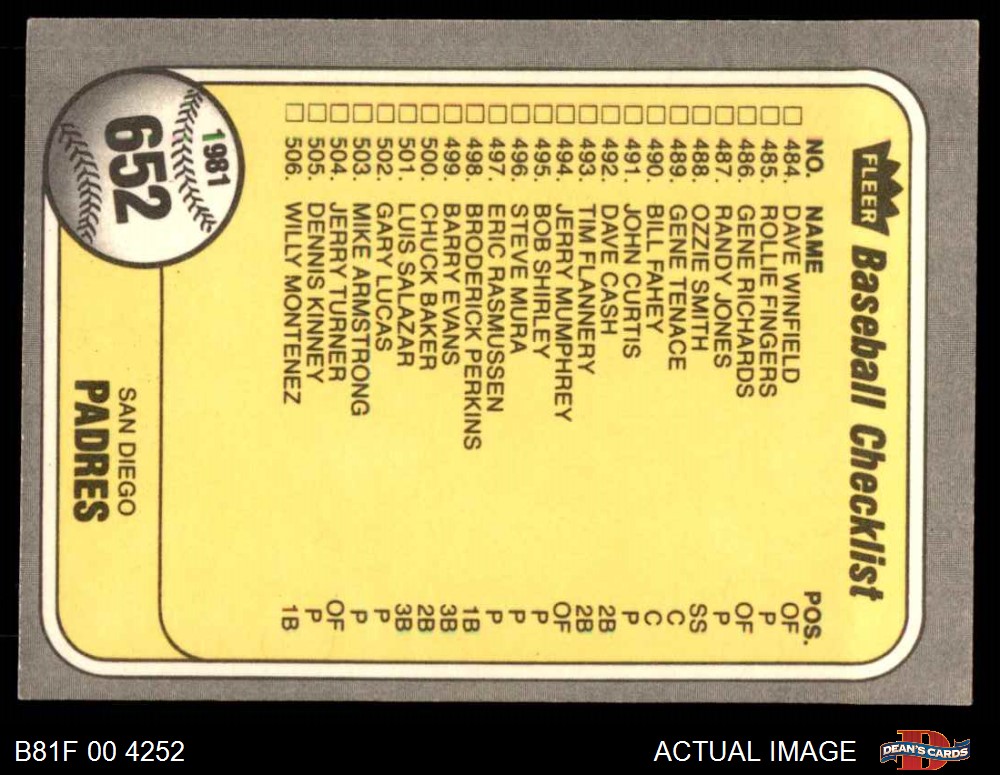 FLEER Baseball Checklist
NO. NAME POS.
484. DAVE WINFIELD OF
485. ROLLIE FINGERS P
486. GENE RICHARDS OF
487. RANDY JONES P
488. OZZIE SMITH SS
489. GENE TENACE C
490. BILL FAHEY C
491. JOHN CURTIS P
492. DAVE CASH 2B
493. TIM FLANNERY 2B
494. JERRY MUMPHREY OF
495. BOB SHIRLEY P
496. STEVE MURA P
497. ERIC RASMUSSEN P
498. BRODERICK PERKINS 1B
499. BARRY EVANS 3B
500. CHUCK BAKER 2B
501. LUIS SALAZAR 3B
502. GARY LUCAS P
503. MIKE ARMSTRONG P
504. JERRY TURNER OF
505. DENNIS KINNEY P
506. WILLY MONTENEZ 1B
1981
652
SAN DIEGO
PADRES
B81F 00 4252
ACTUAL IMAGE
DEAN'S CARDS